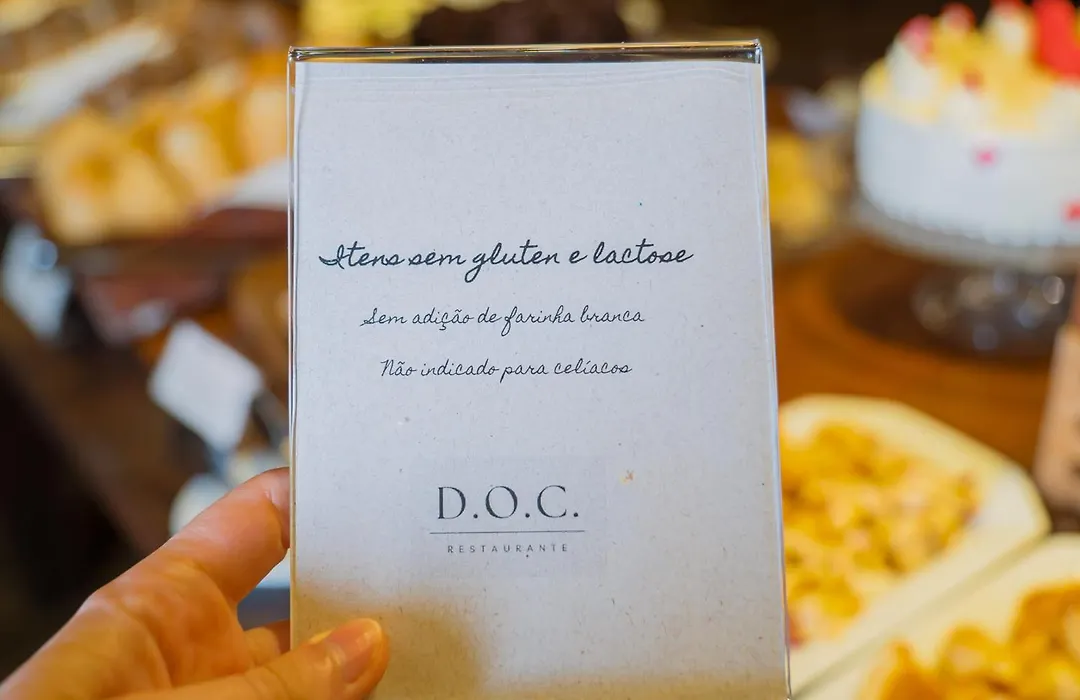 Itens sem gluten e lactose
Sem adição de farinha branca
Não indicado para celíacos
D.O.C.
RESTAURANTE